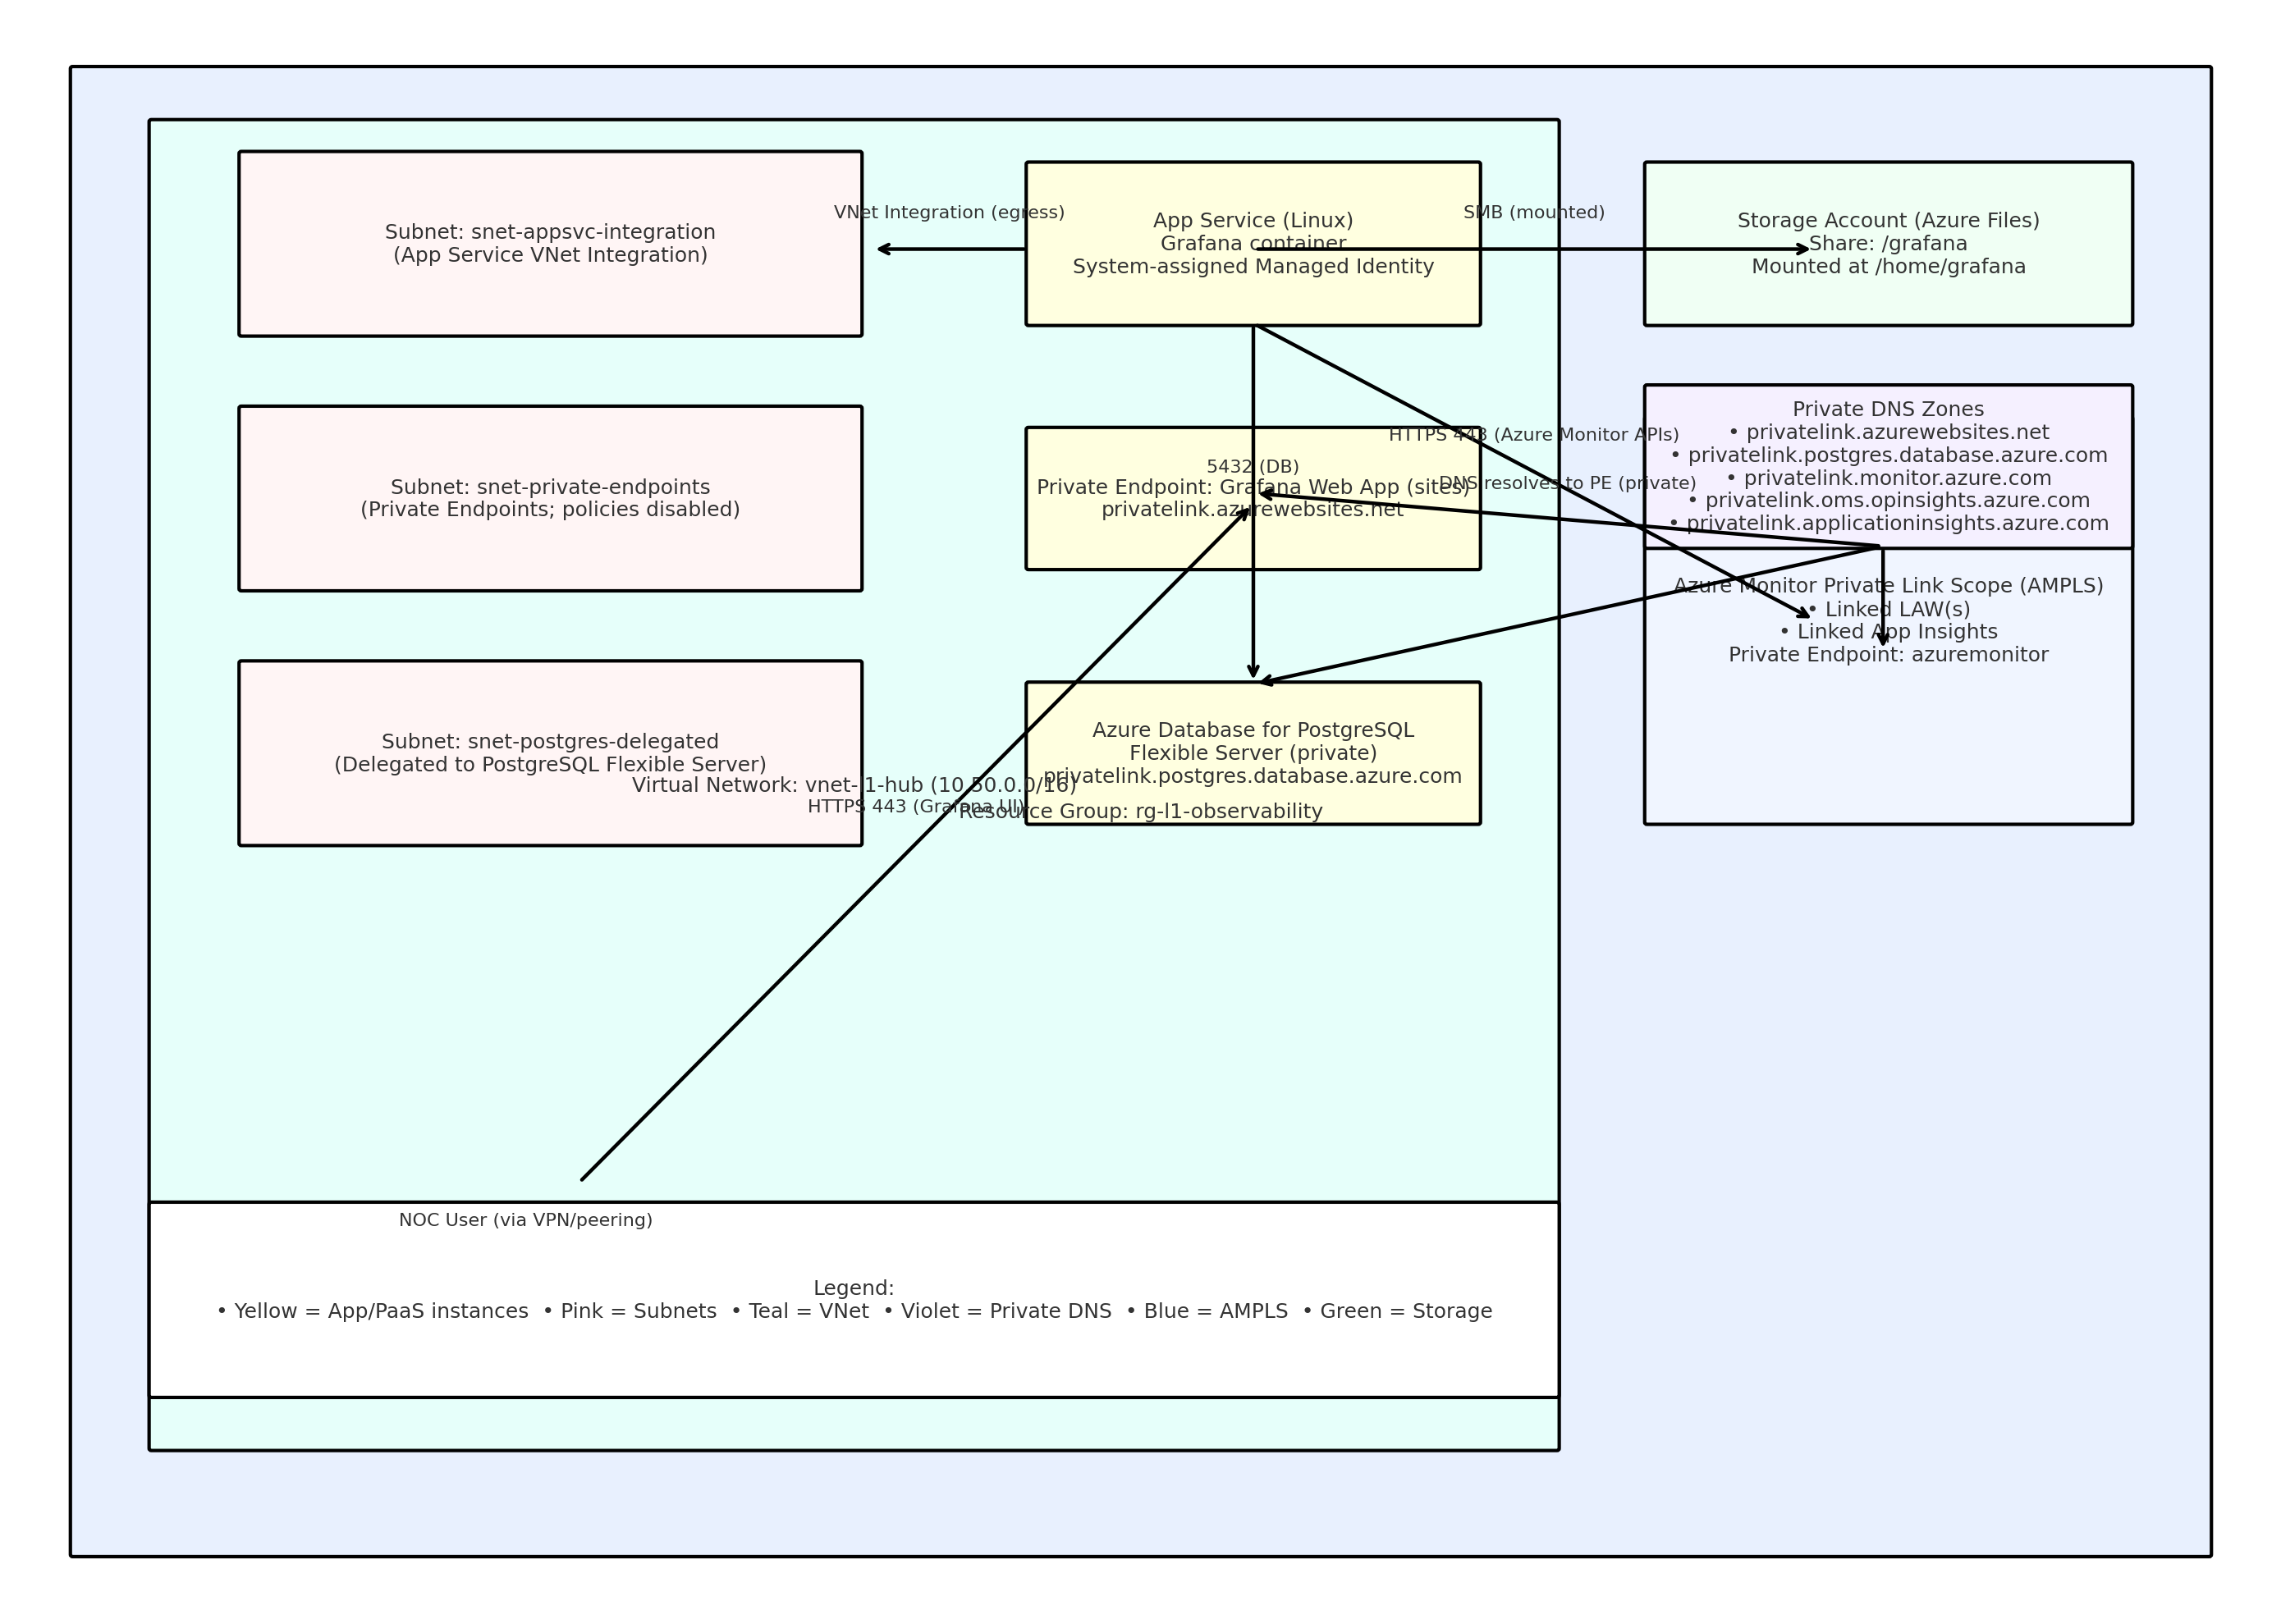 Subnet: snet-appsvc-integration
(App Service VNet Integration)
VNet Integration (egress)
App Service (Linux)
Grafana container
System-assigned Managed Identity
SMB (mounted)
Storage Account (Azure Files)
Share: /grafana
Mounted at /home/grafana
Subnet: snet-private-endpoints
(Private Endpoints; policies disabled)
5432 (DB)
Private Endpoint: Grafana Web App (sites)
privatelink.azurewebsites.net
HTTPS 443 (Azure Monitor APIs)
DNS resolves to PE (private)
Private DNS Zones
• privatelink.azurewebsites.net
• privatelink.postgres.database.azure.com
• privatelink.monitor.azure.com
• privatelink.oms.opinsights.azure.com
• privatelink.applicationinsights.azure.com
Azure Monitor Private Link Scope (AMPLS)
• Linked LAW(s)
• Linked App Insights
Private Endpoint: azuremonitor
Subnet: snet-postgres-delegated
(Delegated to PostgreSQL Flexible Server)
Azure Database for PostgreSQL
Flexible Server (private)
privatelink.postgres.database.azure.com
Virtual Network: vnet-l1-hub (10.50.0.0/16)
HTTPS 443 (Grafana UI)
Resource Group: rg-l1-observability
NOC User (via VPN/peering)
Legend:
• Yellow = App/PaaS instances • Pink = Subnets • Teal = VNet • Violet = Private DNS • Blue = AMPLS • Green = Storage